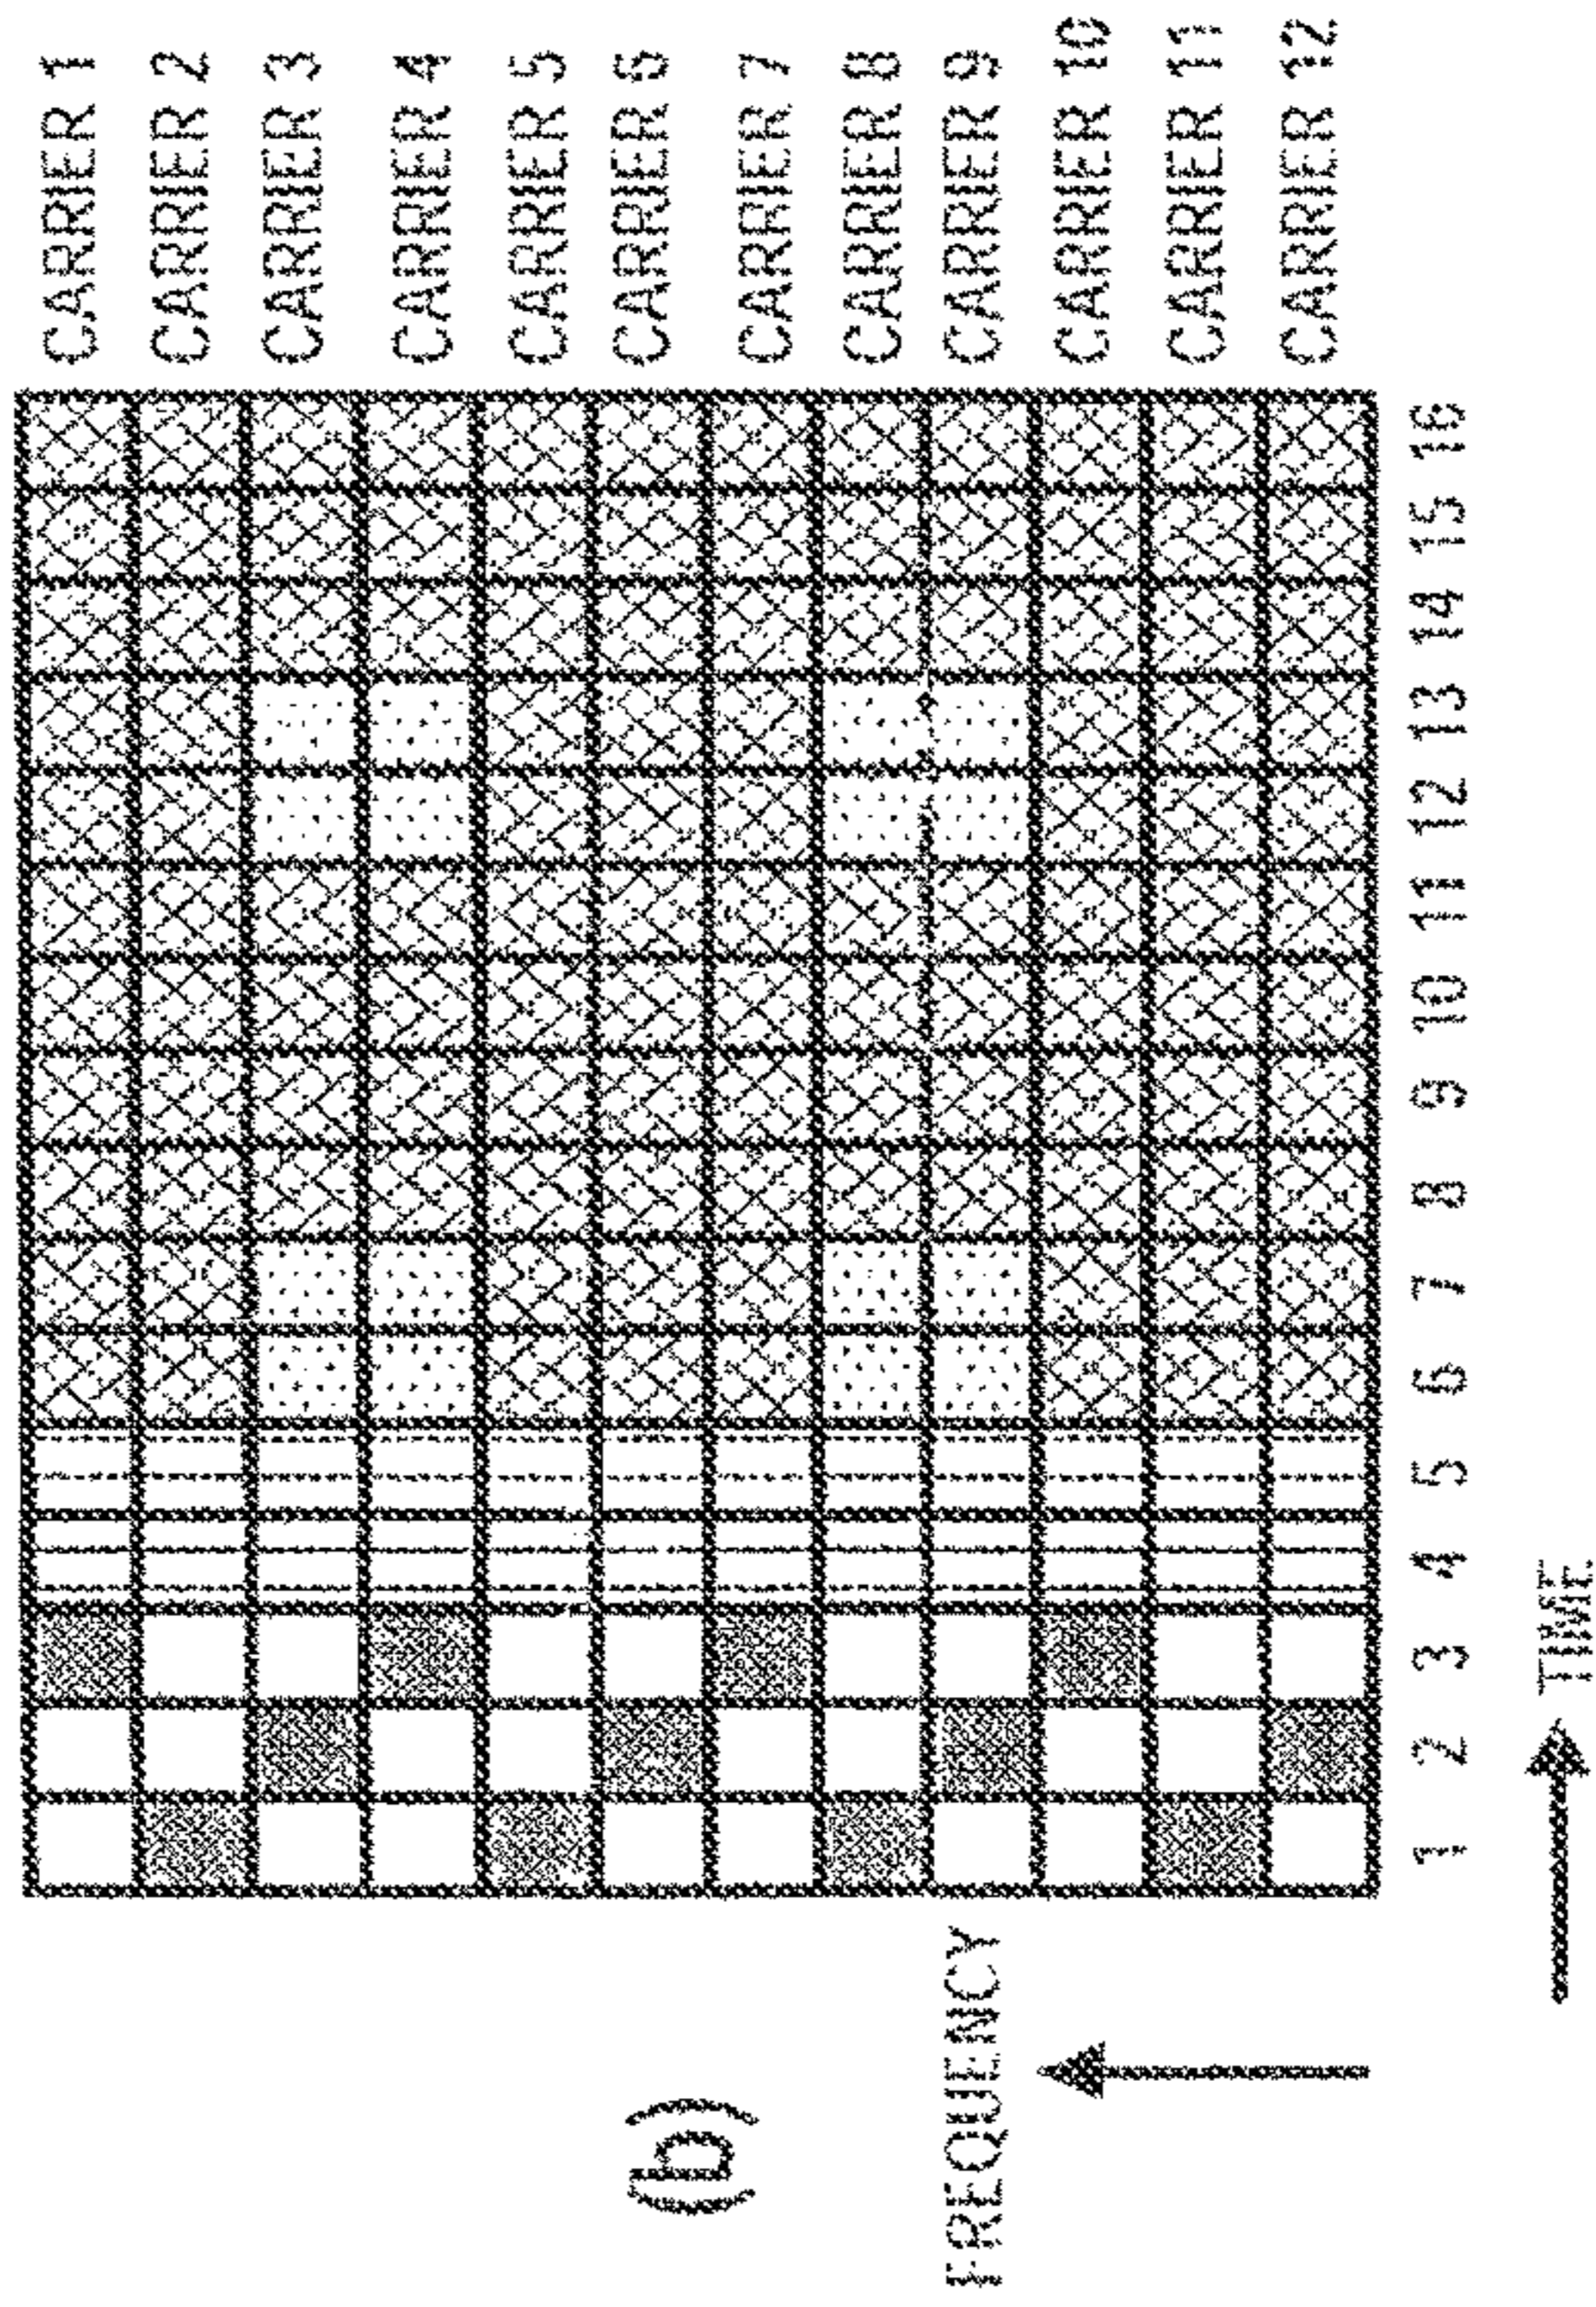 (b)
CARRIER 1
CARRIER 2
CARRIER 3
CARRIER 4
CARRIER 5
CARRIER 6
CARRIER 7
CARRIER 8
CARRIER 9
CARRIER 10
CARRIER 11
CARRIER 12
FREQUENCY
1 2 3 4 5 6 7 8 9 10 11 12 13 14 15 16
TIME